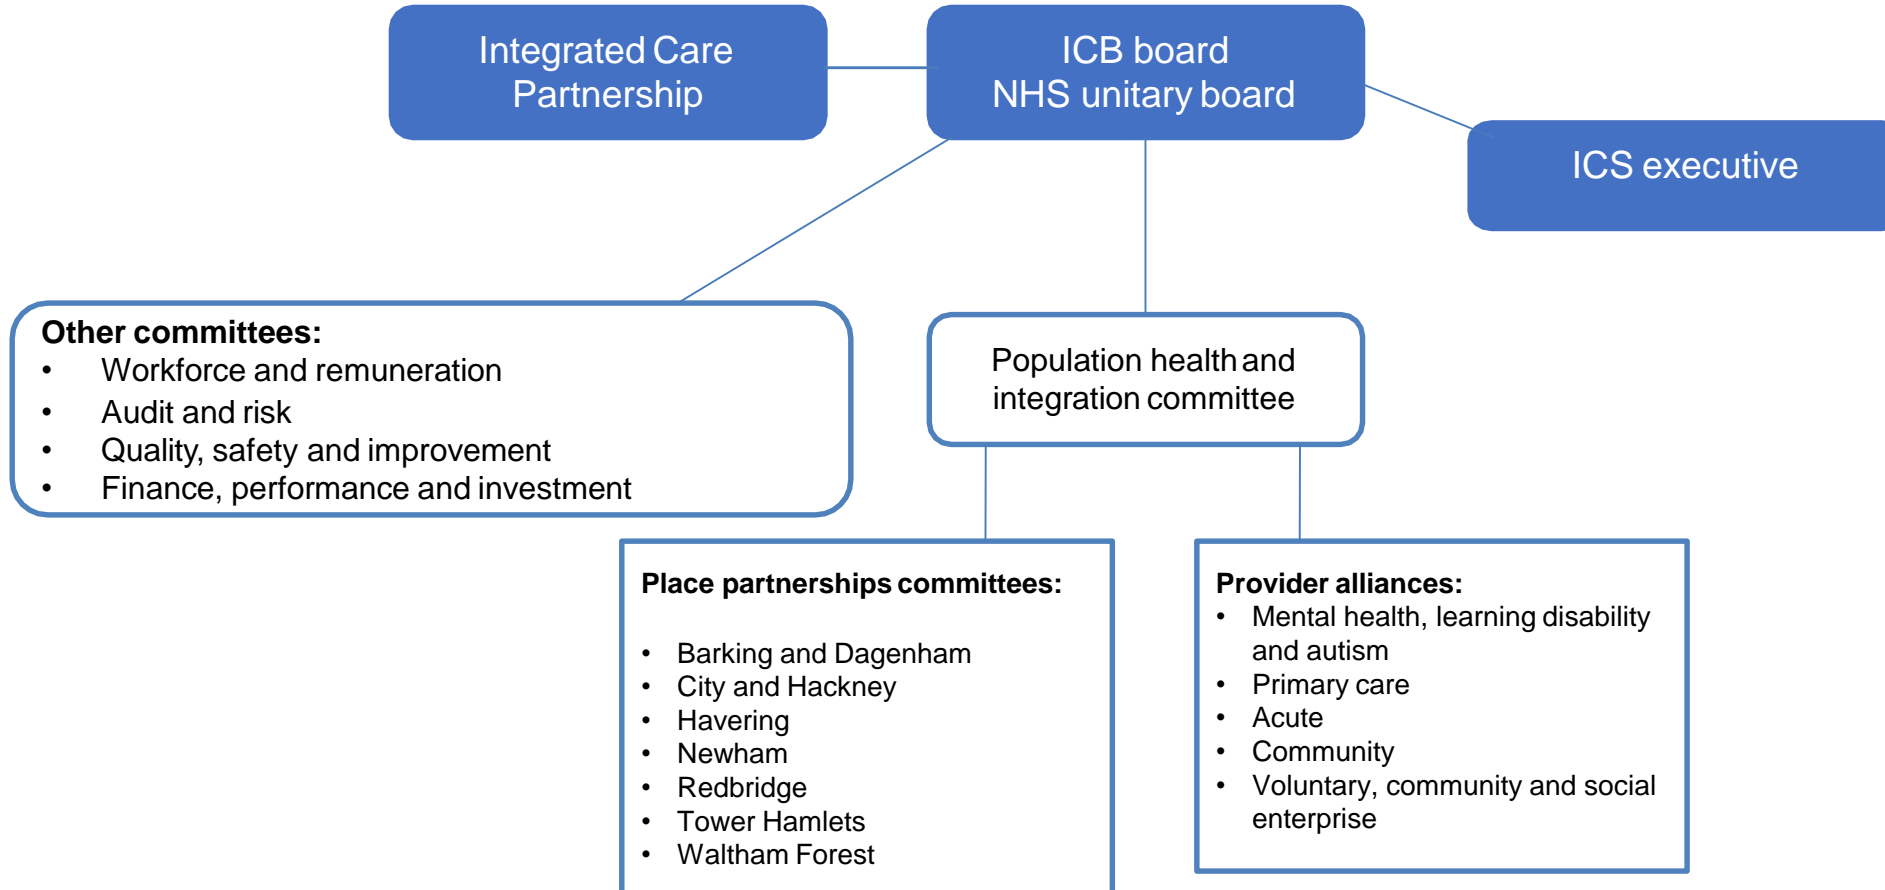 Integrated Care
Partnership
ICB board
NHS unitary board
ICS executive
Other committees:
• Workforce and remuneration
• Audit and risk
• Quality, safety and improvement
• Finance, performance and investment
Population health and
integration committee
Place partnerships committees:
• Barking and Dagenham
• City and Hackney
• Havering
• Newham
• Redbridge
• Tower Hamlets
• Waltham Forest
Provider alliances:
• Mental health, learning disability
and autism
• Primary care
• Acute
• Community
• Voluntary, community and social
enterprise